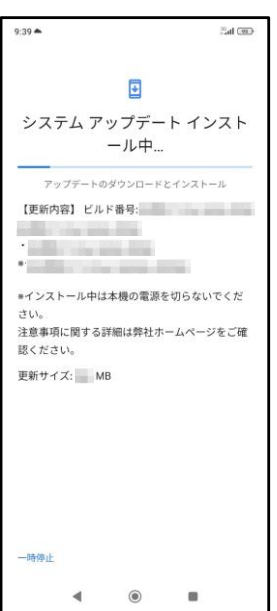 9:39
システム アップデート インスト
ール中...
アップデートのダウンロードとインストール
【更新内容】 ビルド番号:
・
※
※インストール中は本機の電源を切らないでくだ
さい。
注意事項に関する詳細は弊社ホームページをご確
認ください。
更新サイズ: MB
一時停止